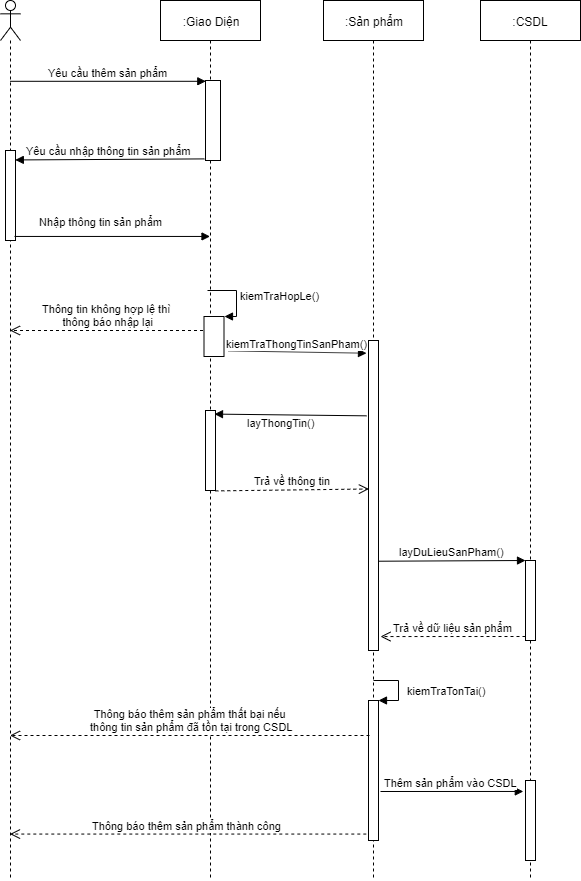 :Giao Diện
:Sản phẩm
:CSDL
Yêu cầu thêm sản phẩm
Yêu cầu nhập thông tin sản phẩm
Nhập thông tin sản phẩm
kiemTraHopLe()
Thông tin không hợp lệ thì
thông báo nhập lại
kiemTraThongTinSanPham()
layThongTin()
Trả về thông tin
layDuLieuSanPham()
Trả về dữ liệu sản phẩm
kiemTraTonTai()
Thông báo thêm sản phẩm thất bại nếu
thông tin sản phẩm đã tồn tại trong CSDL
Thêm sản phẩm vào CSDL
Thông báo thêm sản phẩm thành công